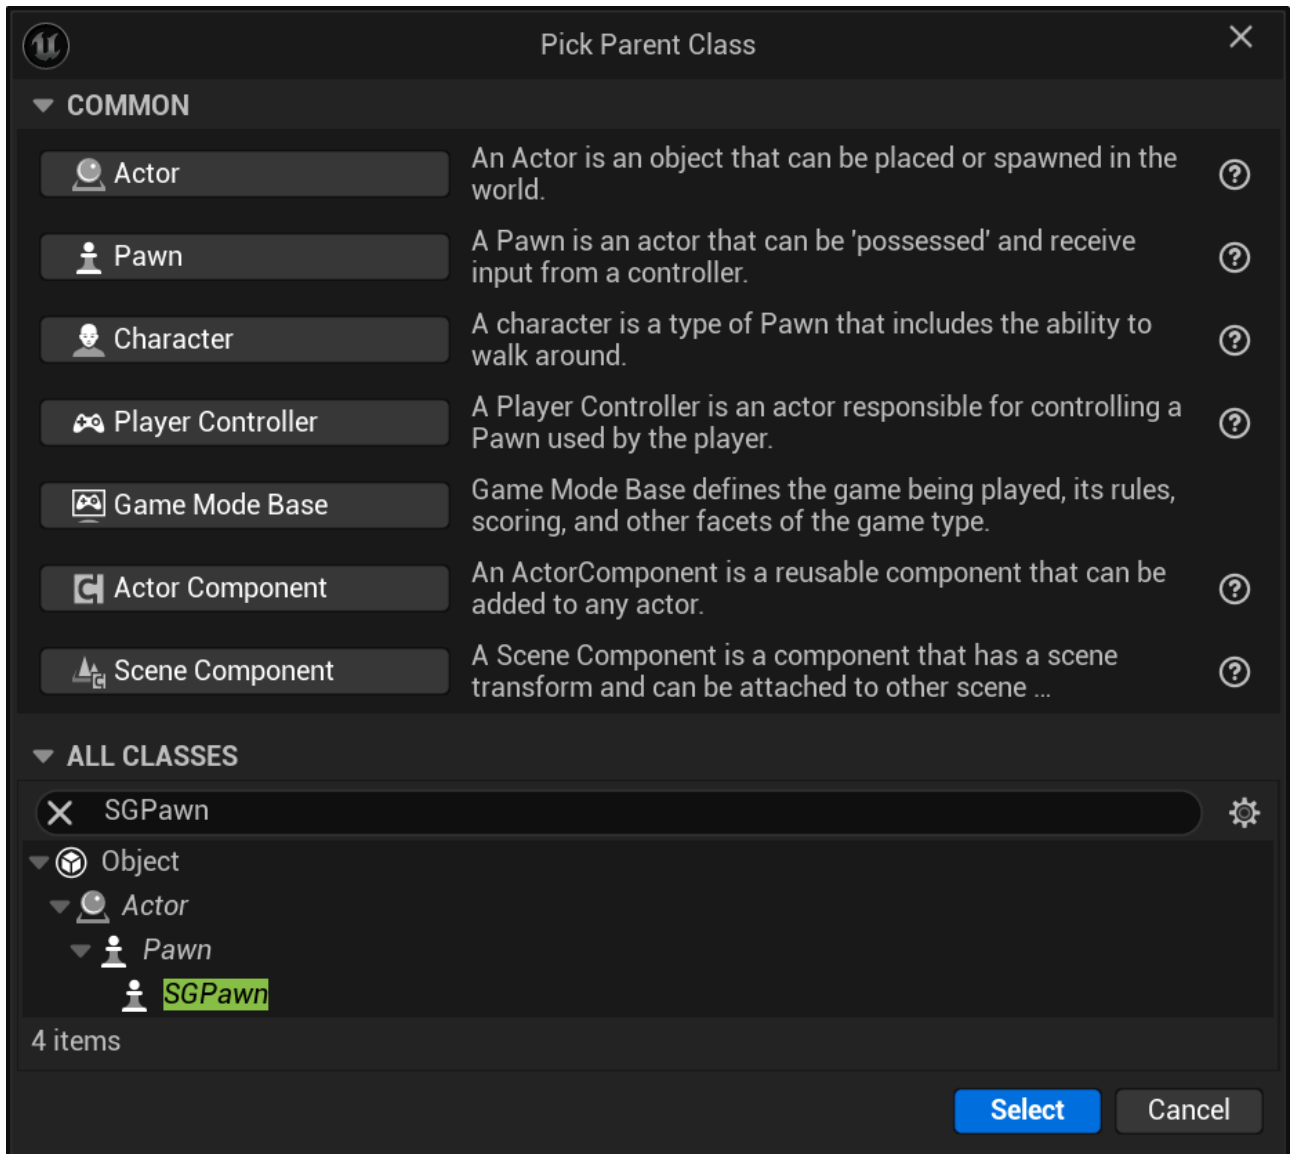 Pick Parent Class
COMMON
Actor
An Actor is an object that can be placed or spawned in the
world.
Pawn
A Pawn is an actor that can be 'possessed' and receive
input from a controller.
Character
A character is a type of Pawn that includes the ability to
walk around.
Player Controller
A Player Controller is an actor responsible for controlling a
Pawn used by the player.
Game Mode Base
Game Mode Base defines the game being played, its rules,
scoring, and other facets of the game type.
Actor Component
An ActorComponent is a reusable component that can be
added to any actor.
Scene Component
A Scene Component is a component that has a scene
transform and can be attached to other scene ...
ALL CLASSES
SGPawn
Object
Actor
Pawn
SGPawn
4 items
Select
Cancel